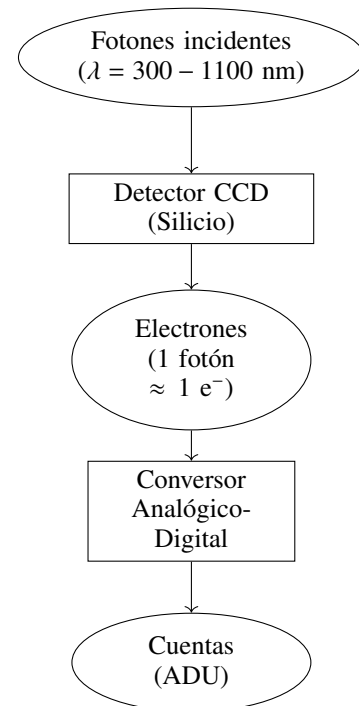 Fotones incidentes
(λ = 300 – 1100 nm)
Detector CCD
(Silicio)
Electrones
(1 fotón
≈ 1 e⁻)
Conversor
Analógico-
Digital
Cuentas
(ADU)